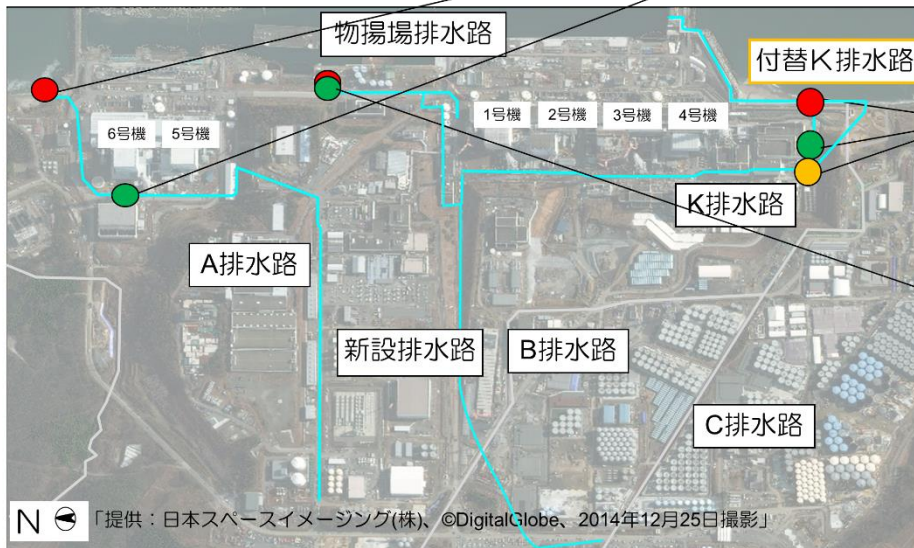 物揚場排水路
付替K排水路
6号機
5号機
1号機
2号機
3号機
4号機
K排水路
A排水路
新設排水路
B排水路
C排水路
N
「提供：日本スペースイメージング(株)、©DigitalGlobe、2014年12月25日撮影」